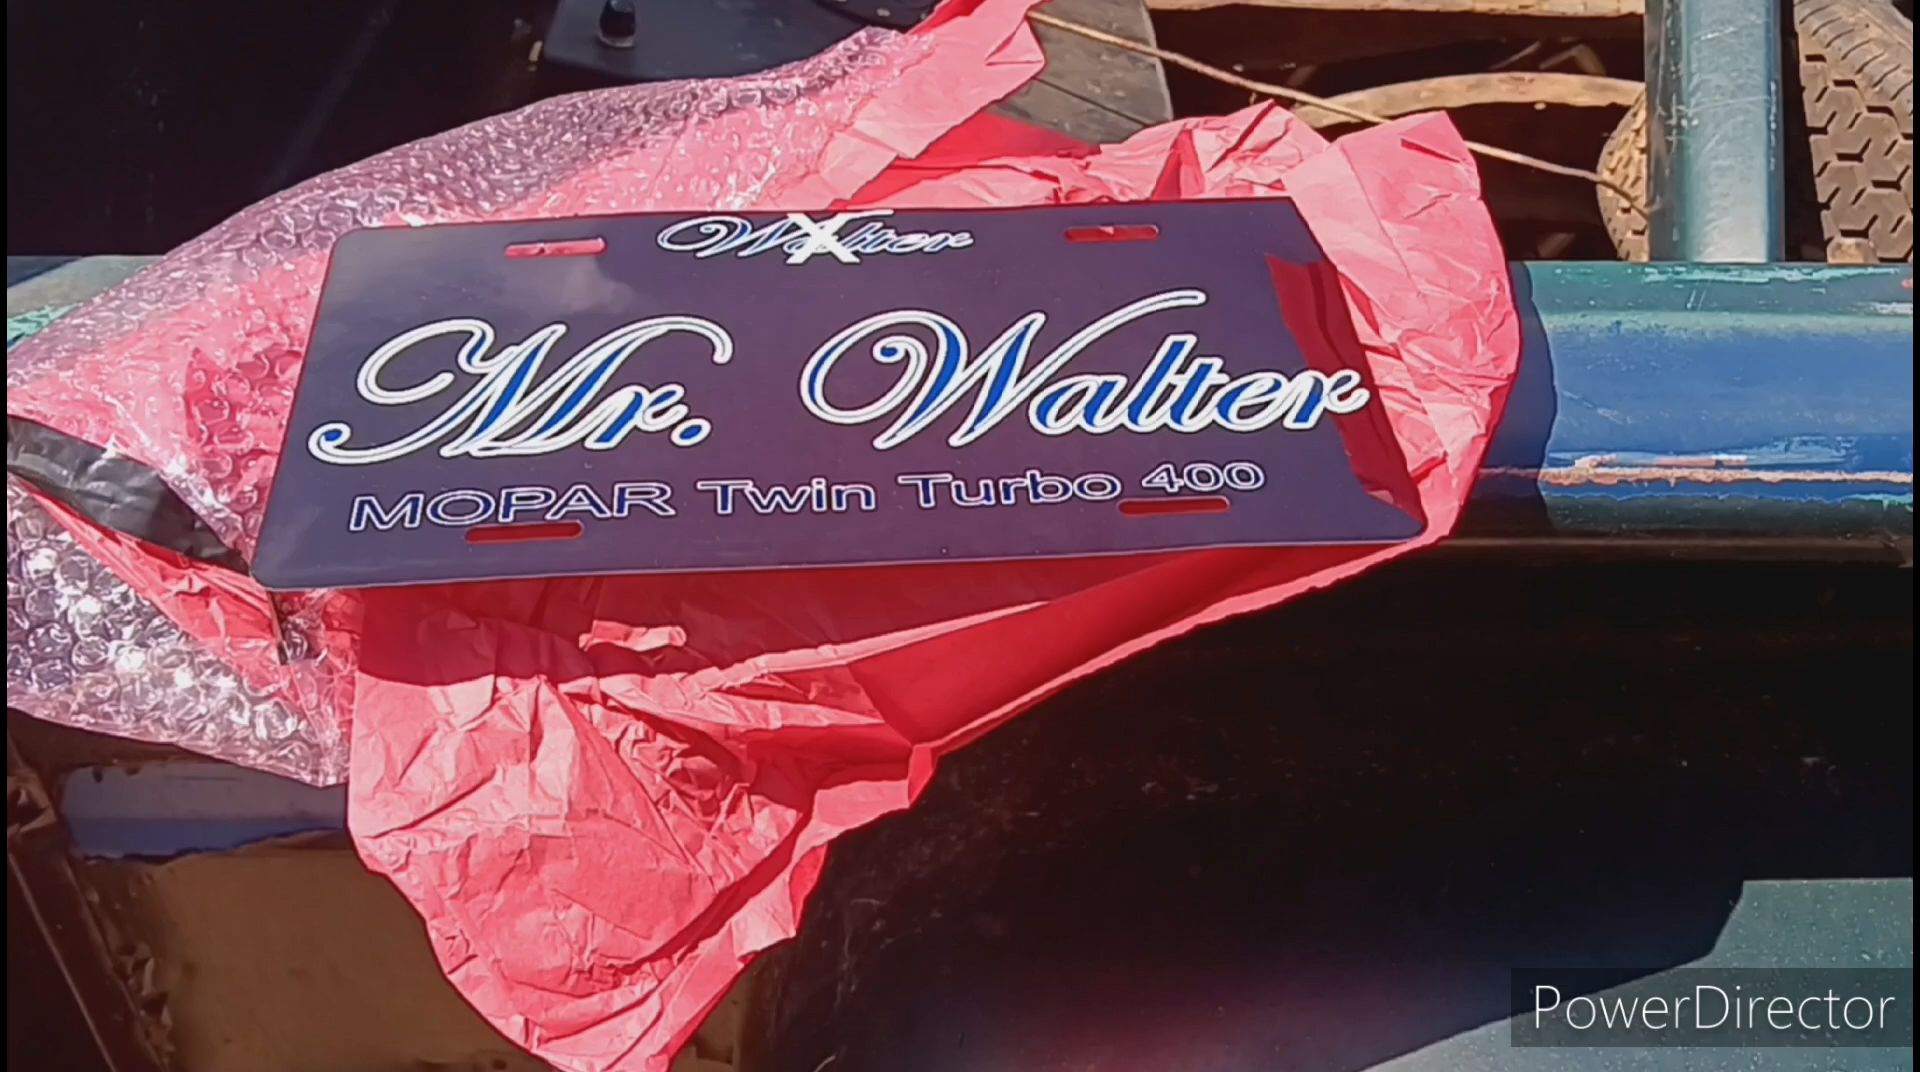 Walter
X
Mr. Walter
MOPAR Twin Turbo 400
PowerDirector